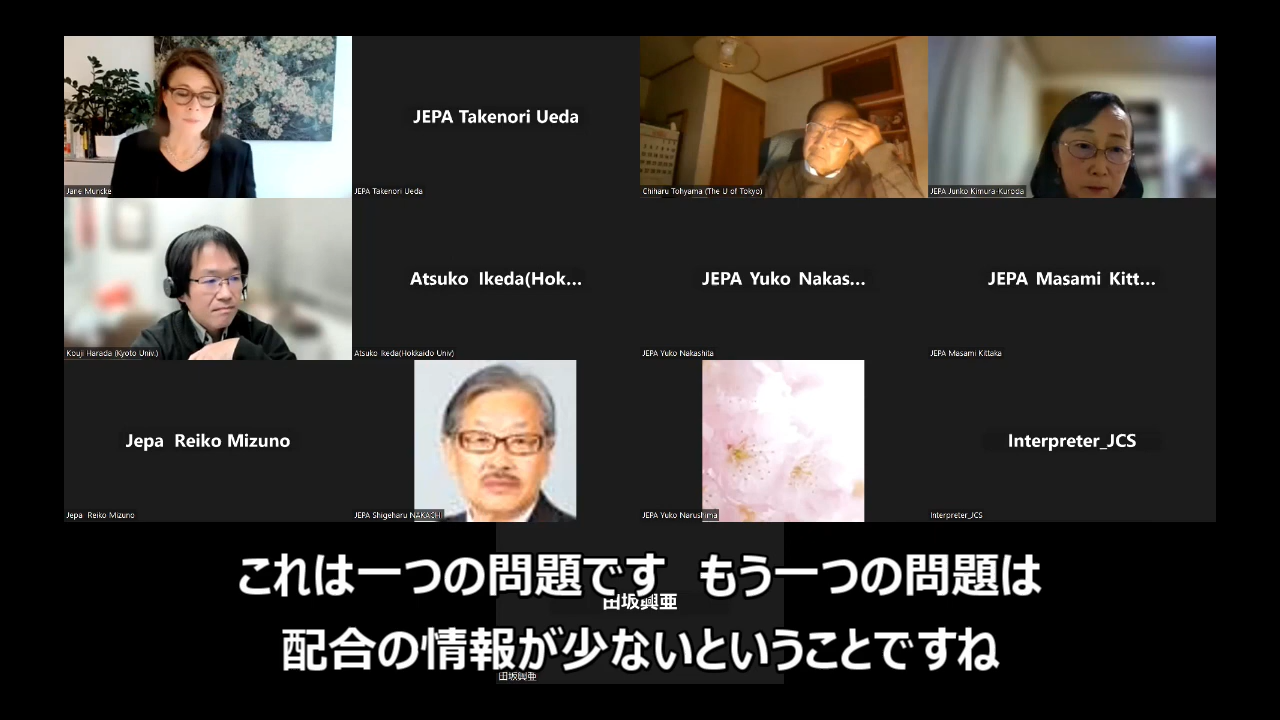 JEPA Takenori Ueda
Jane Muncke
JEPA Takenori Ueda
Chiharu Tohyama (The U of Tokyo)
JEPA Junko Kimura-Kuroda
Atsuko Ikeda(Hok...
JEPA Yuko Nakas...
JEPA Masami Kitt...
Kouji Harada (Kyoto Univ.)
Atsuko Ikeda(Hokkaido Univ)
JEPA Yuko Nakashita
JEPA Masami Kittaka
Jepa Reiko Mizuno
Interpreter_JCS
Jepa Reiko Mizuno
JEPA Shigeharu NAKACHI
JEPA Yuko Narushima
Interpreter_JCS
これは一つの問題です もう一つの問題は
田坂興亜
配合の情報が少ないということですね
田坂興亜